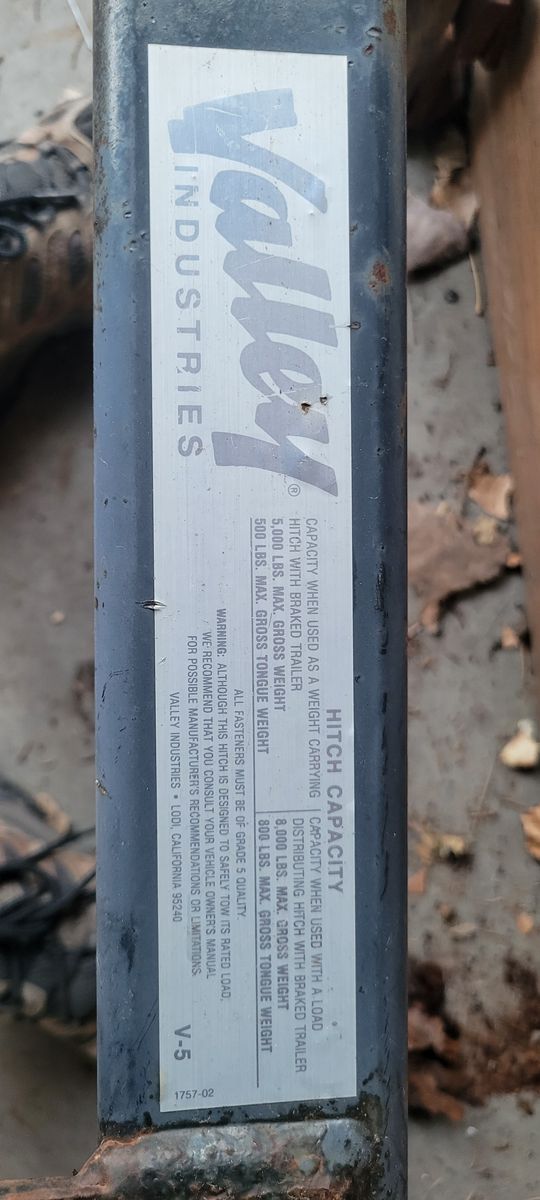 Valley®
INDUSTRIES
HITCH CAPACITY
CAPACITY WHEN USED AS A WEIGHT CARRYING
HITCH WITH BRAKED TRAILER
5,000 LBS. MAX. GROSS WEIGHT
500 LBS. MAX. GROSS TONGUE WEIGHT
CAPACITY WHEN USED WITH A LOAD
DISTRIBUTING HITCH WITH BRAKED TRAILER
8,000 LBS. MAX. GROSS WEIGHT
800 LBS. MAX. GROSS TONGUE WEIGHT
ALL FASTENERS MUST BE OF GRADE 5 QUALITY
WARNING: ALTHOUGH THIS HITCH IS DESIGNED TO SAFELY TOW ITS RATED LOAD,
WE RECOMMEND THAT YOU CONSULT YOUR VEHICLE OWNER'S MANUAL
FOR POSSIBLE MANUFACTURER'S RECOMMENDATIONS OR LIMITATIONS.
VALLEY INDUSTRIES • LODI, CALIFORNIA 95240
V-5
1757-02